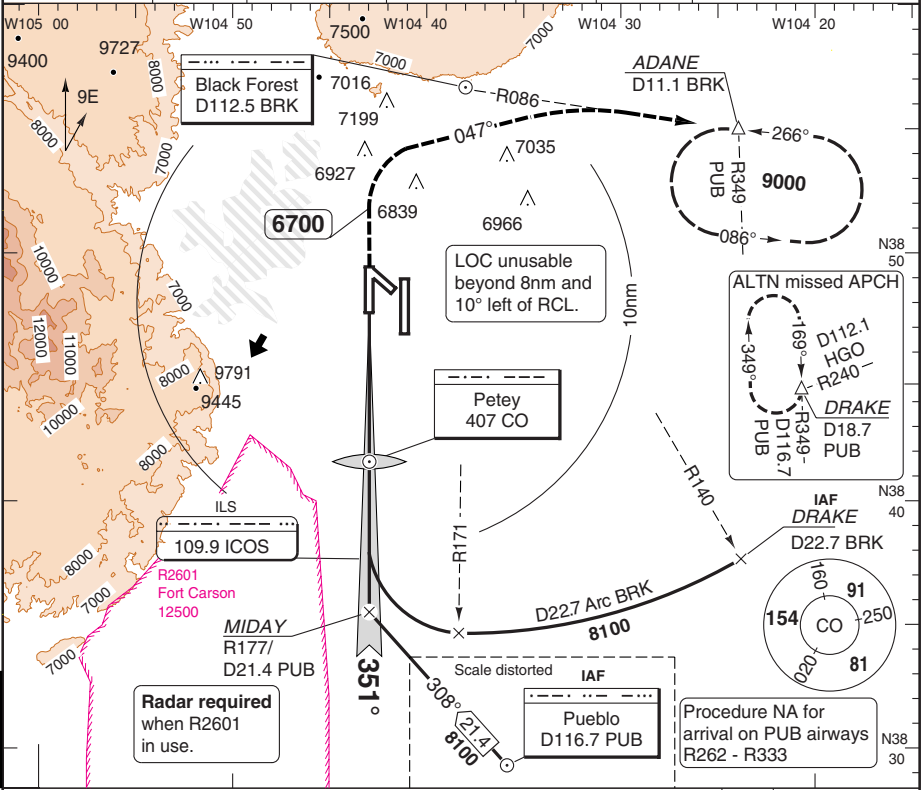 W105 00
W104 50
W104 40
W104 30
W104 20
9400
9727
8000
7500
7000
7000
9E
8000
7000
Black Forest
D112.5 BRK
7016
7199
R086
ADANE
D11.1 BRK
047°
6927
7035
266°
R349
PUB
9000
6839
6700
6966
086°
N38
50
LOC unusable
beyond 8nm and
10° left of RCL.
10000
7000
12000
11000
10nm
ALTN missed APCH
349°
169°
D112.1
HGO
R240
DRAKE
D18.7
PUB
R349
D116.7
PUB
8000
9791
9445
10000
Petey
407 CO
8000
R140
N38
40
ILS
109.9 ICOS
R171
IAF
DRAKE
D22.7 BRK
8000
7000
R2601
Fort Carson
12500
D22.7 Arc BRK
8100
160
91
154
CO
250
020
81
MIDAY
R177/
D21.4 PUB
7000
351°
Scale distorted
308°
21.4
8100
IAF
Pueblo
D116.7 PUB
Radar required
when R2601
in use.
Procedure NA for
arrival on PUB airways
R262 - R333
N38
30